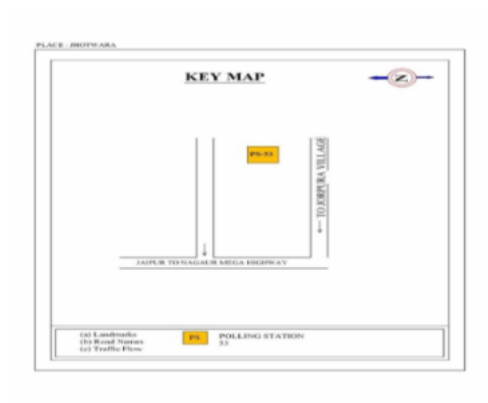 PLACE : JHOTWARA
KEY MAP
N
PS-53
← TO JORPURA VILLAGE
JAIPUR TO NAGAUR MEGA HIGHWAY
(a) Landmarks
(b) Road Names
(c) Traffic Flow
PS
POLLING STATION
53